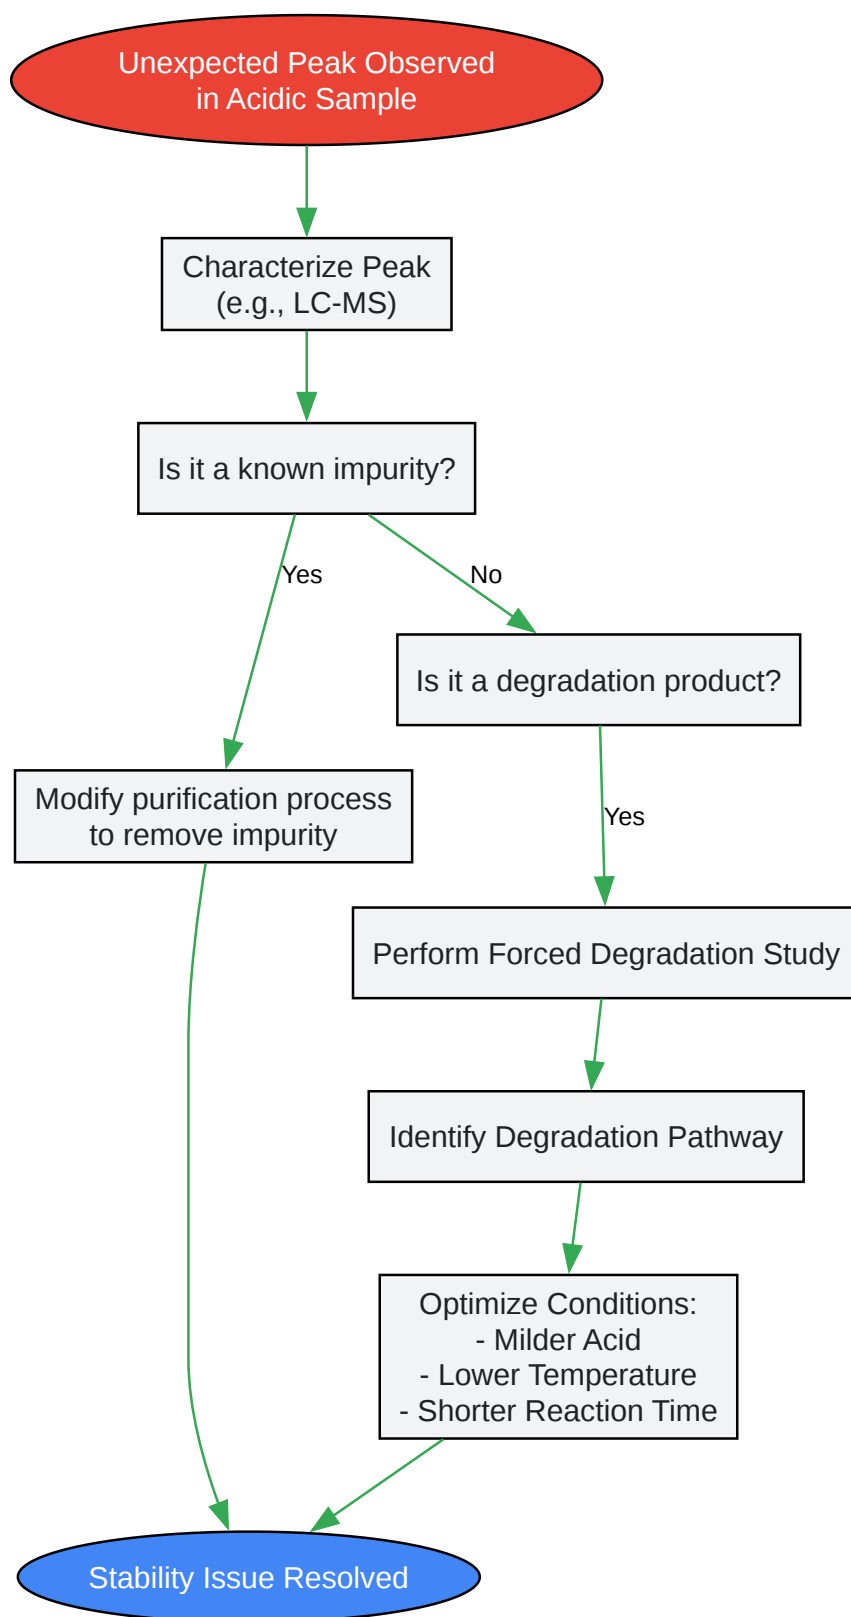 Unexpected Peak Observed
in Acidic Sample
Characterize Peak
(e.g., LC-MS)
Is it a known impurity?
Yes
No
Is it a degradation product?
Modify purification process
to remove impurity
Yes
Perform Forced Degradation Study
Identify Degradation Pathway
Optimize Conditions:
- Milder Acid
- Lower Temperature
- Shorter Reaction Time
Stability Issue Resolved